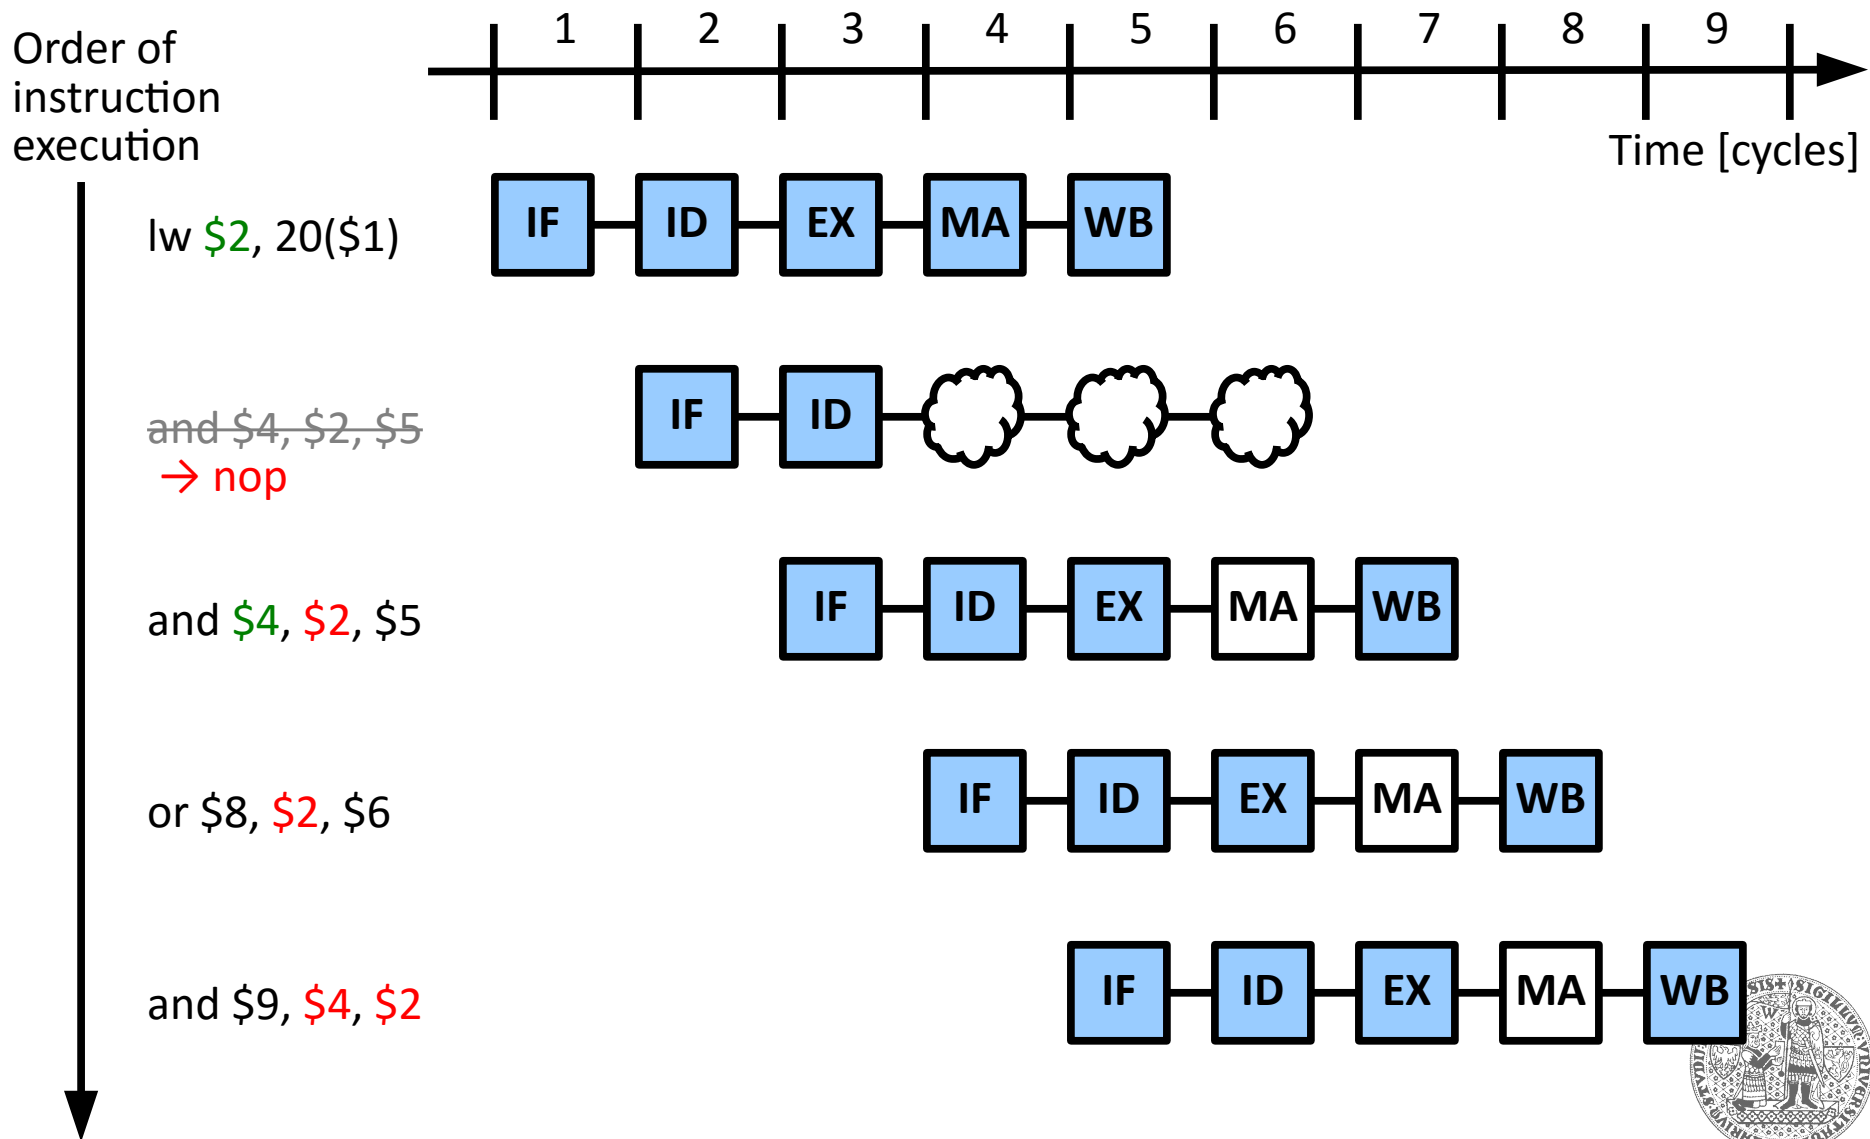 Order of
instruction
execution
1 2 3 4 5 6 7 8 9
Time [cycles]
lw $2, 20($1)
IF ID EX MA WB
and $4, $2, $5
→ nop
IF ID
and $4, $2, $5
IF ID EX MA WB
or $8, $2, $6
IF ID EX MA WB
and $9, $4, $2
IF ID EX MA WB